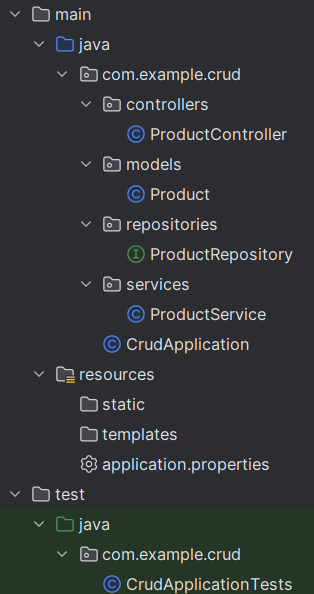 main
java
com.example.crud
controllers
C ProductController
models
C Product
repositories
I ProductRepository
services
C ProductService
C CrudApplication
resources
static
templates
application.properties
test
java
com.example.crud
C CrudApplicationTests